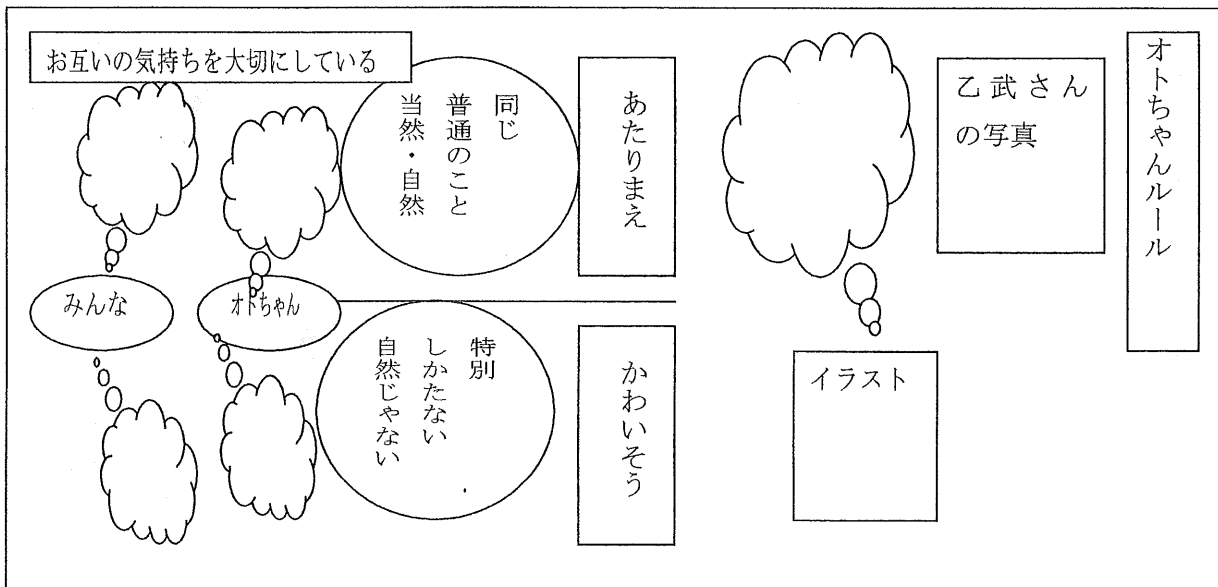 オトちゃんルール
乙武さん
の写真
イラスト
あたりまえ
かわいそう
同じ
普通のこと
当然・自然
特別
しかたない
自然じゃない
オトちゃん
みんな
お互いの気持ちを大切にしている